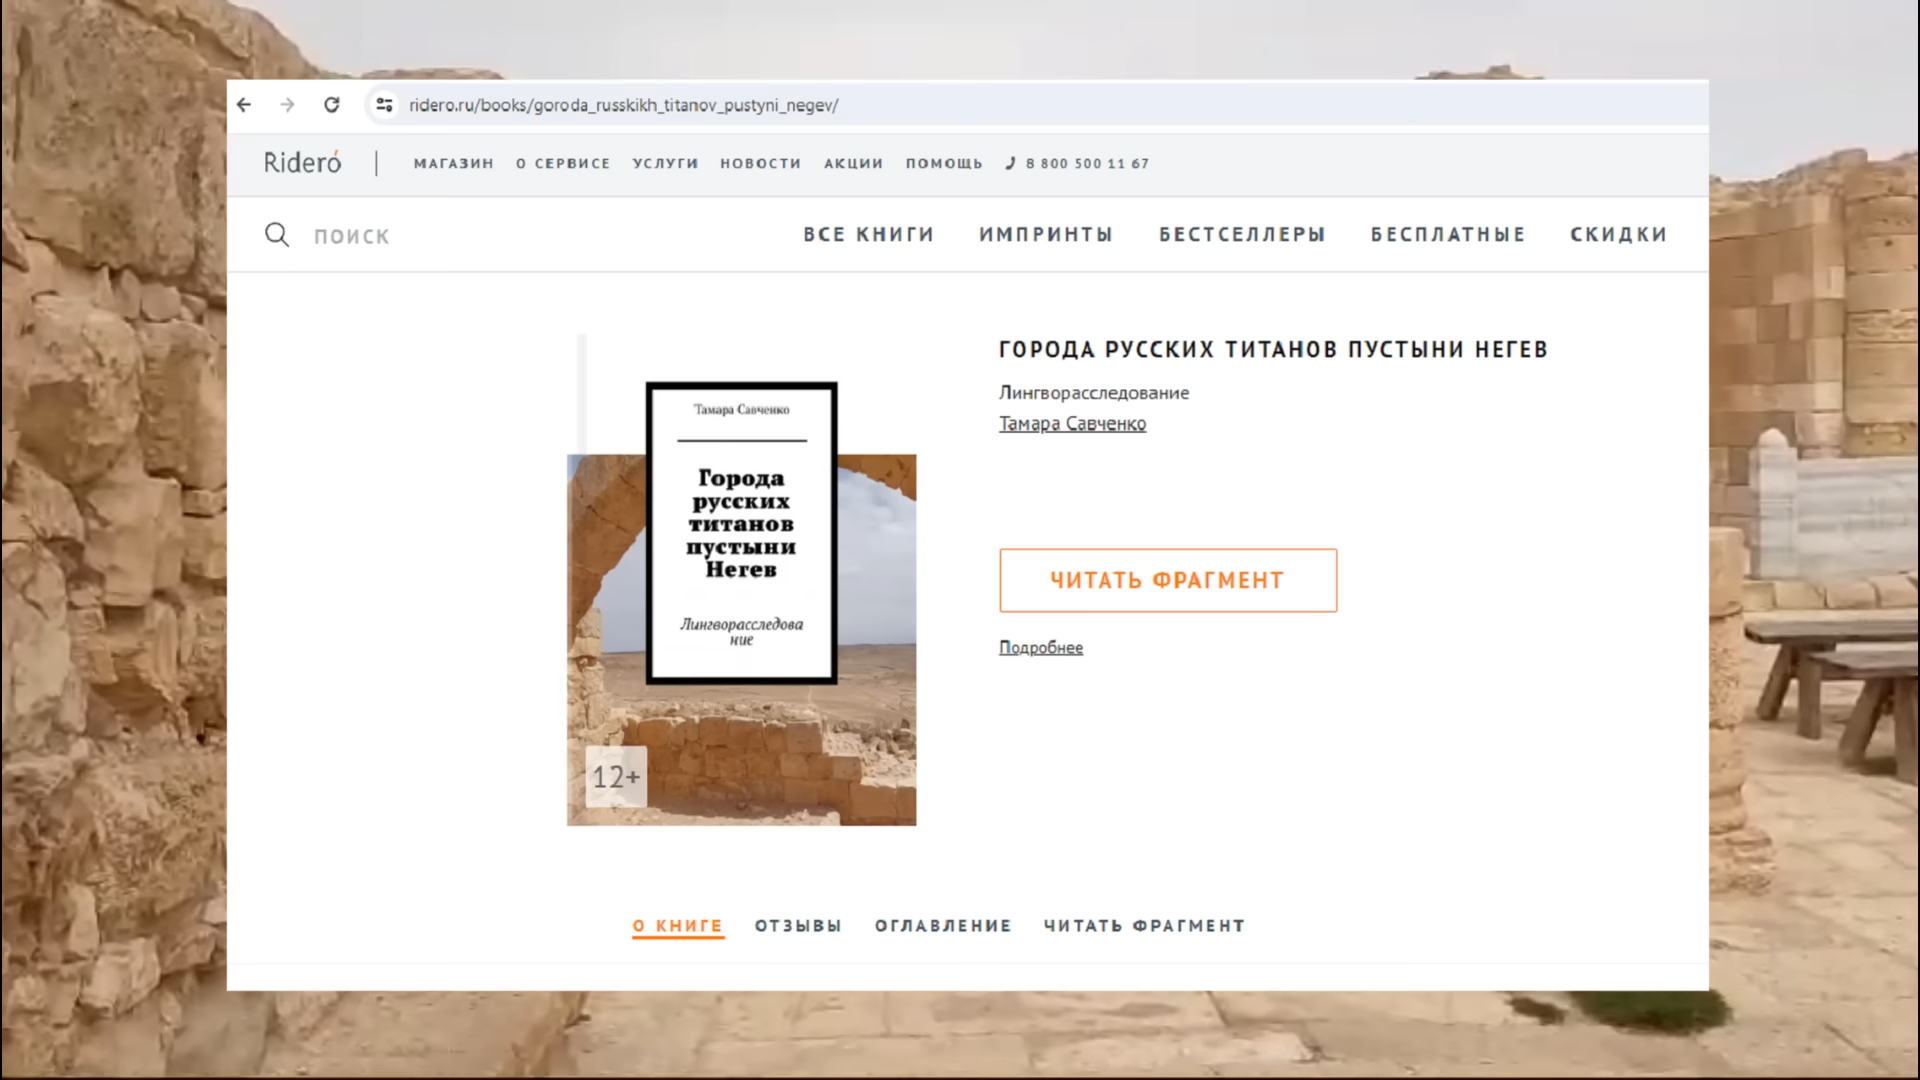 ridero.ru/books/goroda_russkikh_titanov_pustyni_negev/
Rideró
МАГАЗИН О СЕРВИСЕ УСЛУГИ НОВОСТИ АКЦИИ ПОМОЩЬ 8 800 500 11 67
ПОИСК
ВСЕ КНИГИ ИМПРИНТЫ БЕСТСЕЛЛЕРЫ БЕСПЛАТНЫЕ СКИДКИ
Тамара Савченко
Города
русских
титанов
пустыни
Негев
Лингворасследова
ние
12+
ГОРОДА РУССКИХ ТИТАНОВ ПУСТЫНИ НЕГЕВ
Лингворасследование
Тамара Савченко
ЧИТАТЬ ФРАГМЕНТ
Подробнее
О КНИГЕ ОТЗЫВЫ ОГЛАВЛЕНИЕ ЧИТАТЬ ФРАГМЕНТ